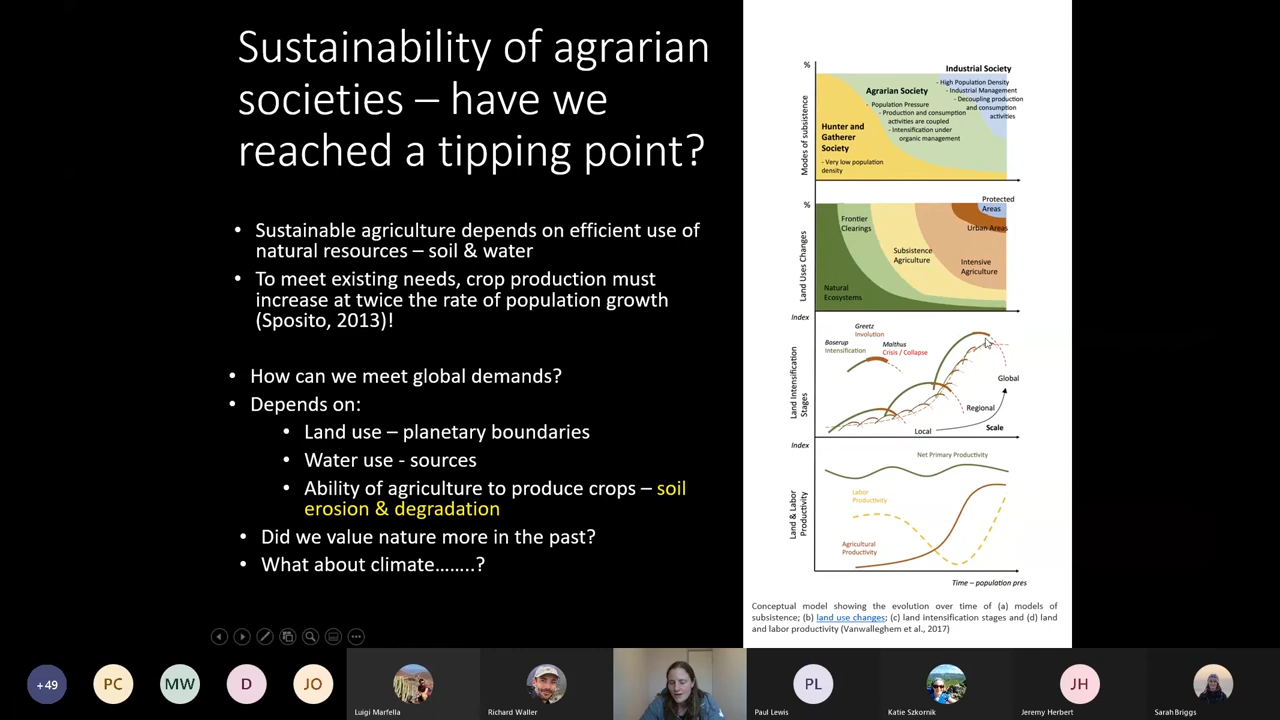 Sustainability of agrarian
societies – have we
reached a tipping point?
• Sustainable agriculture depends on efficient use of
natural resources – soil & water
• To meet existing needs, crop production must
increase at twice the rate of population growth
(Sposito, 2013)!
• How can we meet global demands?
• Depends on:
• Land use – planetary boundaries
• Water use - sources
• Ability of agriculture to produce crops – soil
erosion & degradation
• Did we value nature more in the past?
• What about climate……..?
%
Modes of subsistence
Industrial Society
- High Population Density
- Industrial Management
- Decoupling production
and consumption
activities
Agrarian Society
- Population Pressure
- Production and consumption
activities are coupled
- Intensification under
organic management
Hunter and
Gatherer
Society
- Very low population
density
%
Land Uses Changes
Protected
Areas
Urban Areas
Frontier
Clearings
Subsistence
Agriculture
Intensive
Agriculture
Natural
Ecosystems
Index
Land Intensification
Stages
Greetz
Involution
Boserup
Intensification
Malthus
Crisis / Collapse
Global
Regional
Local
Scale
Index
Land & Labor
Productivity
Net Primary Productivity
Labor
Productivity
Agricultural
Productivity
Time – population pres
Conceptual model showing the evolution over time of (a) models of
subsistence; (b) land use changes; (c) land intensification stages and (d) land
and labor productivity (Vanwalleghem et al., 2017)
+49
PC
MW
D
JO
Luigi Marfella
Richard Waller
PL
Paul Lewis
Katie Szkornik
JH
Jeremy Herbert
Sarah Briggs